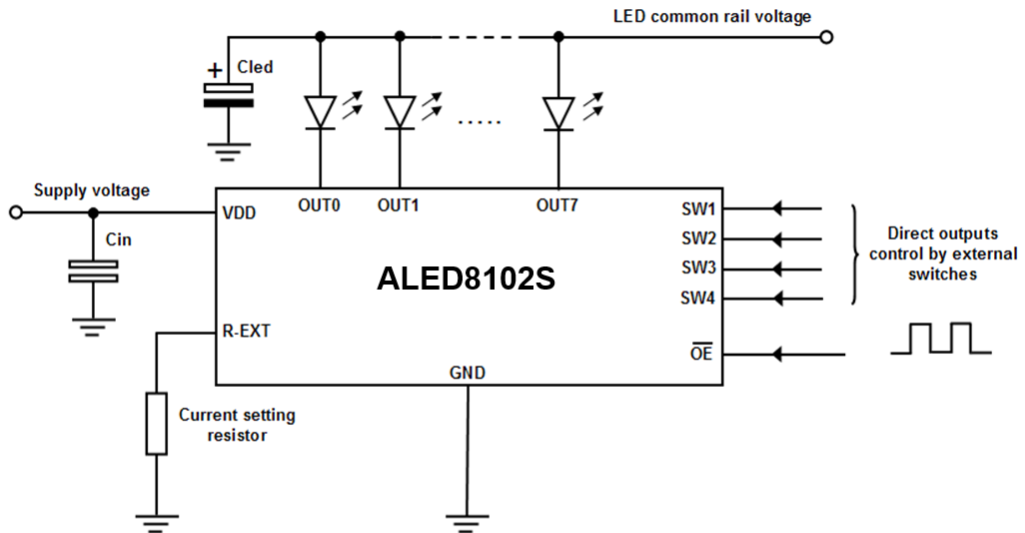 LED common rail voltage
+
Cled
.....
Supply voltage
OUT0
OUT1
OUT7
VDD
Cin
SW1
SW2
SW3
SW4
Direct outputs
control by external
switches
ALED8102S
R-EXT
O̅E̅
GND
Current setting
resistor